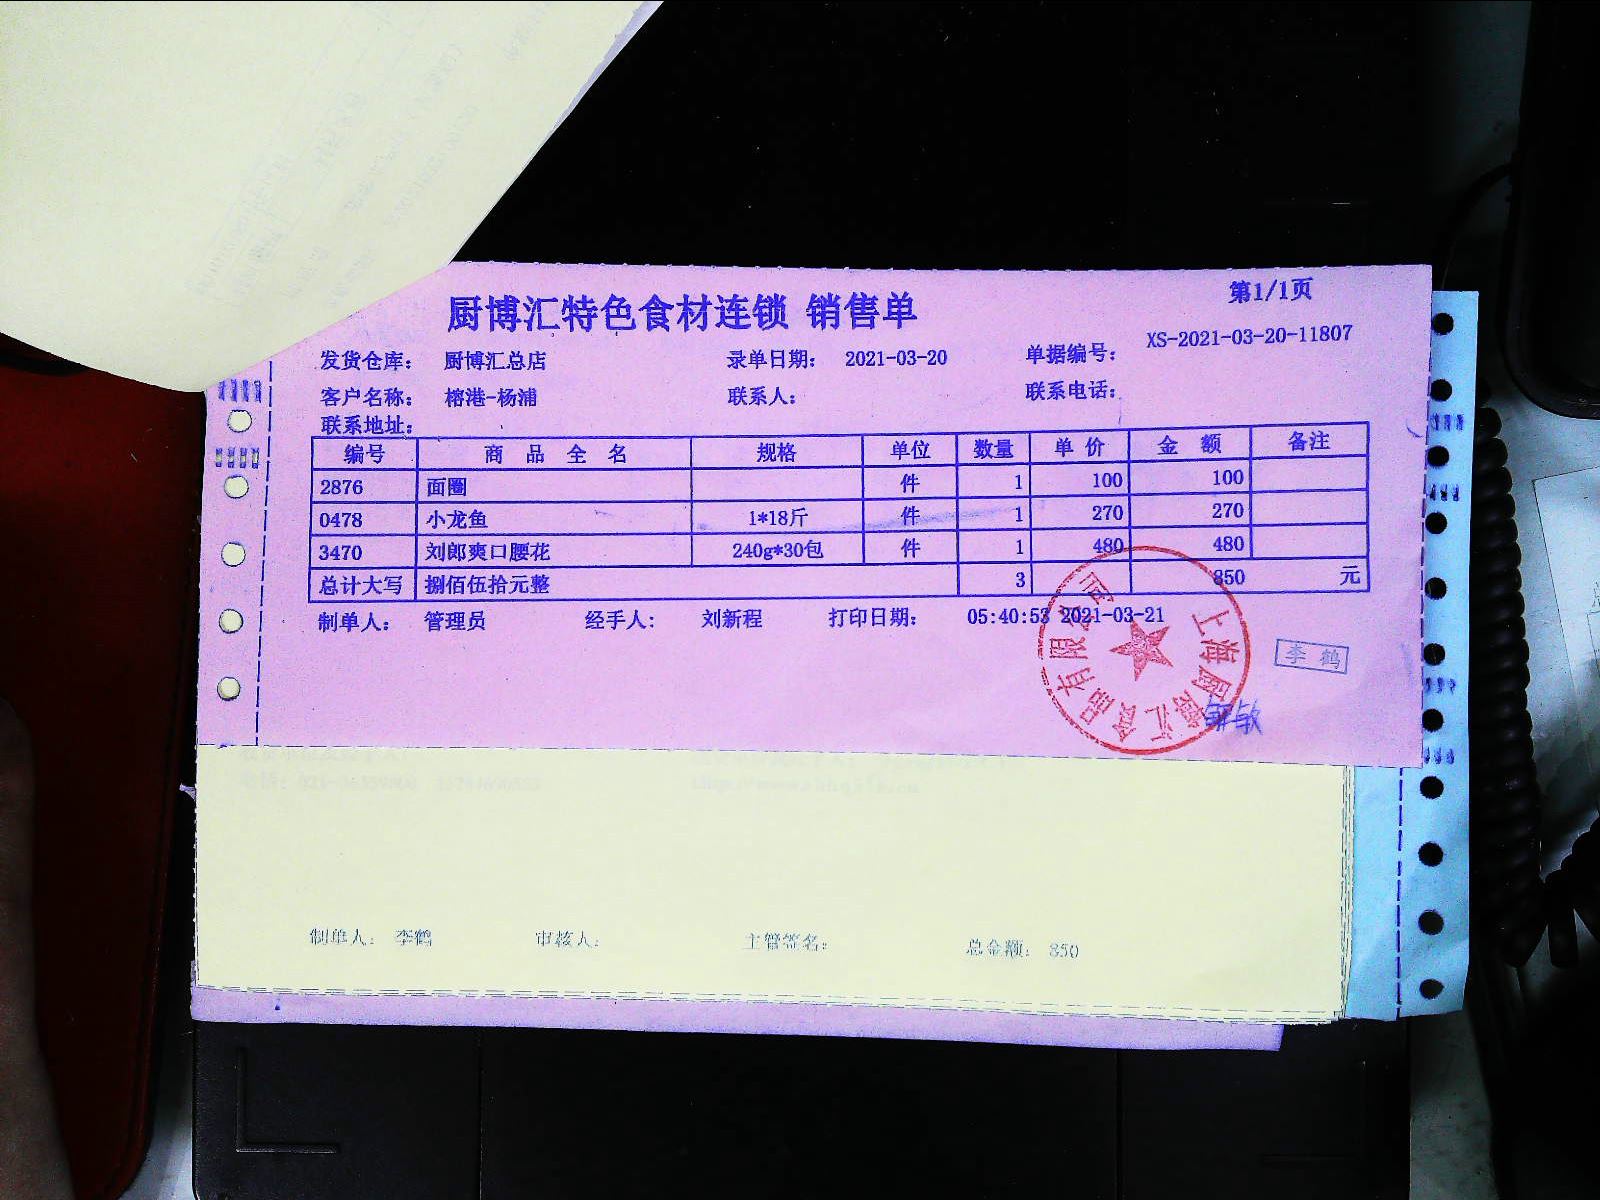 厨博汇特色食材连锁 销售单
第1/1页
发货仓库： 厨博汇总店 录单日期： 2021-03-20 单据编号： XS-2021-03-20-11807
客户名称： 榕港-杨浦 联系人： 联系电话：
联系地址：
编号 商 品 全 名 规格 单位 数量 单 价 金 额 备注
2876 面圈 件 1 100 100
0478 小龙鱼 1*18斤 件 1 270 270
3470 刘郎爽口腰花 240g*30包 件 1 480 480
总计大写 捌佰伍拾元整 3 850 元
制单人： 管理员 经手人： 刘新程 打印日期： 05:40:53 2021-03-21
李鹤
制单人： 李鹤 审核人： 主管签名： 总金额： 850